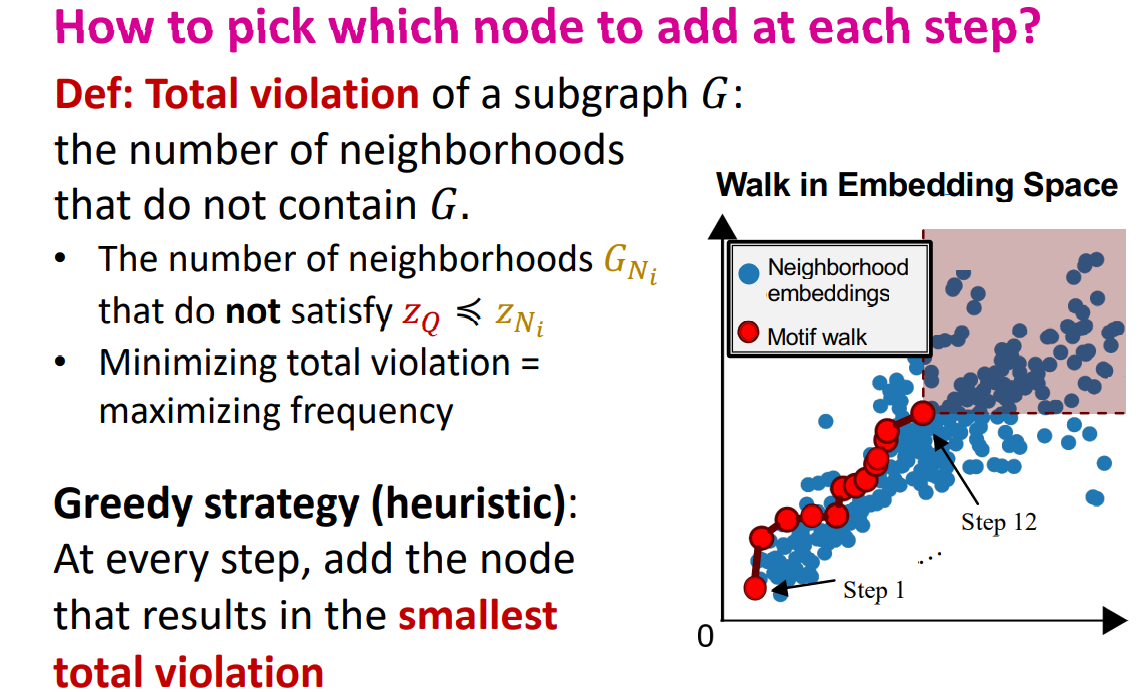 How to pick which node to add at each step?
Def: Total violation of a subgraph G:
the number of neighborhoods
that do not contain G.
• The number of neighborhoods G_{N_i}
that do not satisfy z_Q ≼ z_{N_i}
• Minimizing total violation =
maximizing frequency
Greedy strategy (heuristic):
At every step, add the node
that results in the smallest
total violation
Walk in Embedding Space
Neighborhood
embeddings
Motif walk
Step 12
...
Step 1
0